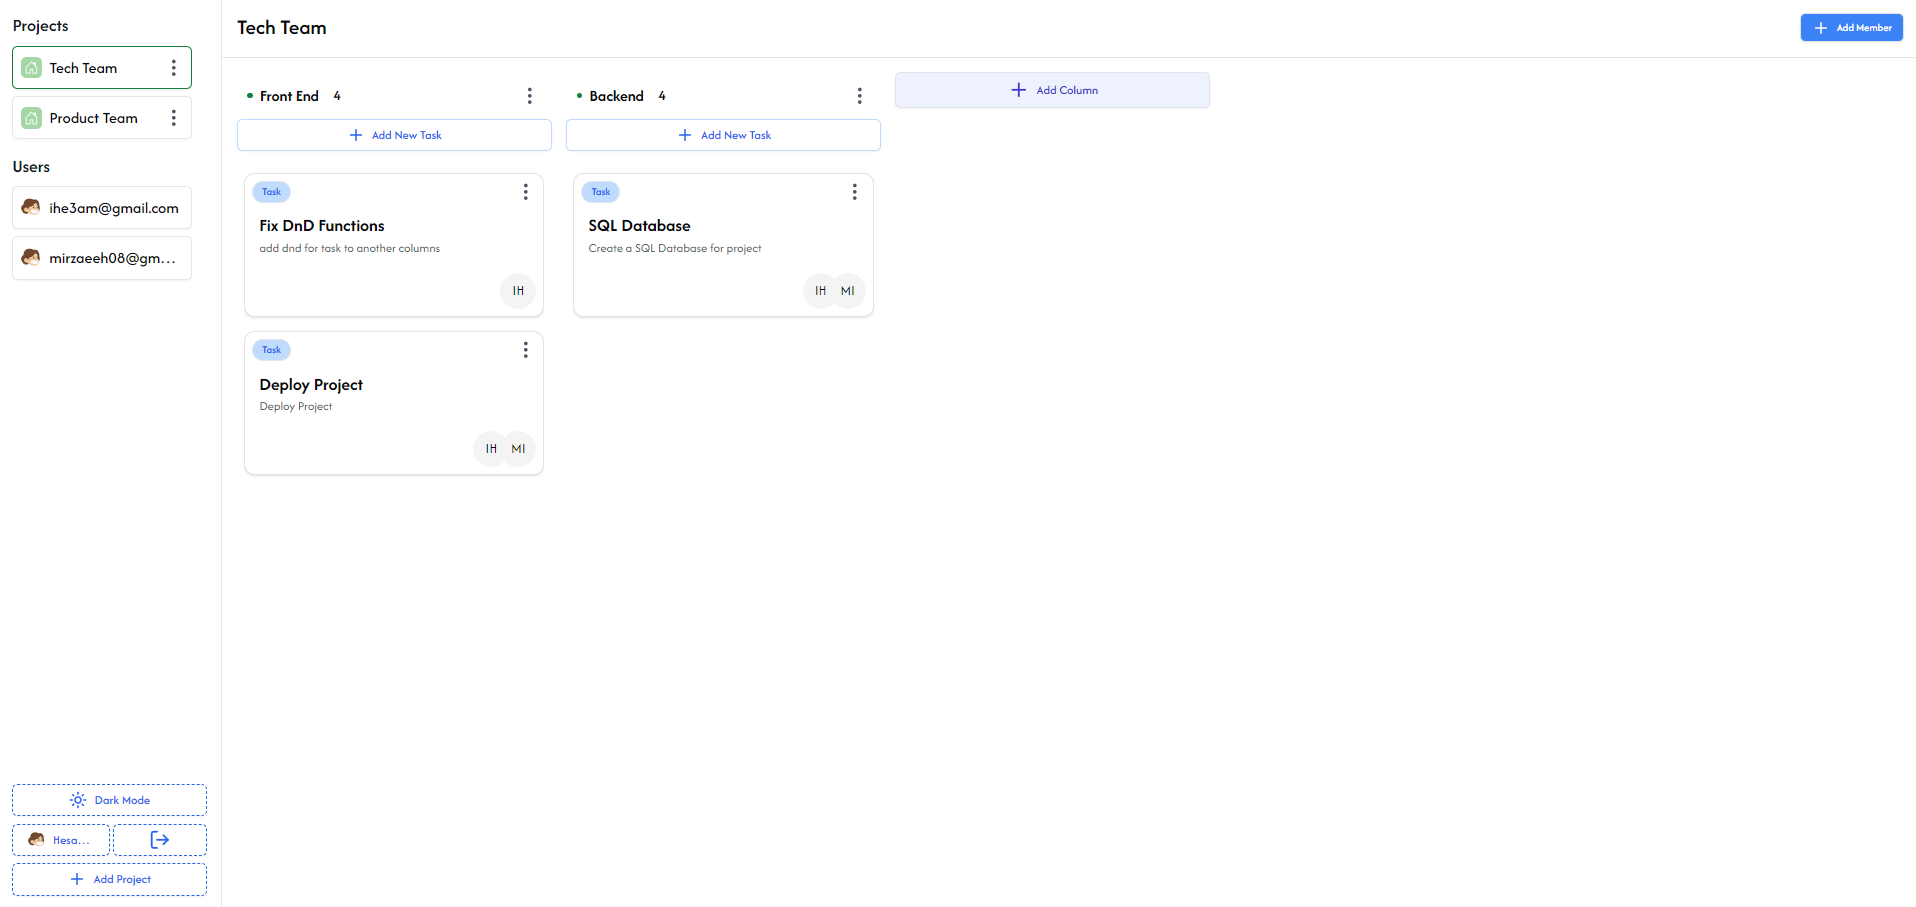 Projects
Tech Team
Product Team
Users
ihe3am@gmail.com
mirzaeeh08@gm...
Dark Mode
Hesa...
Add Project
Tech Team
Add Member
Front End 4
Add New Task
Task
Fix DnD Functions
add dnd for task to another columns
IH
Task
Deploy Project
Deploy Project
IH MI
Backend 4
Add New Task
Task
SQL Database
Create a SQL Database for project
IH MI
Add Column